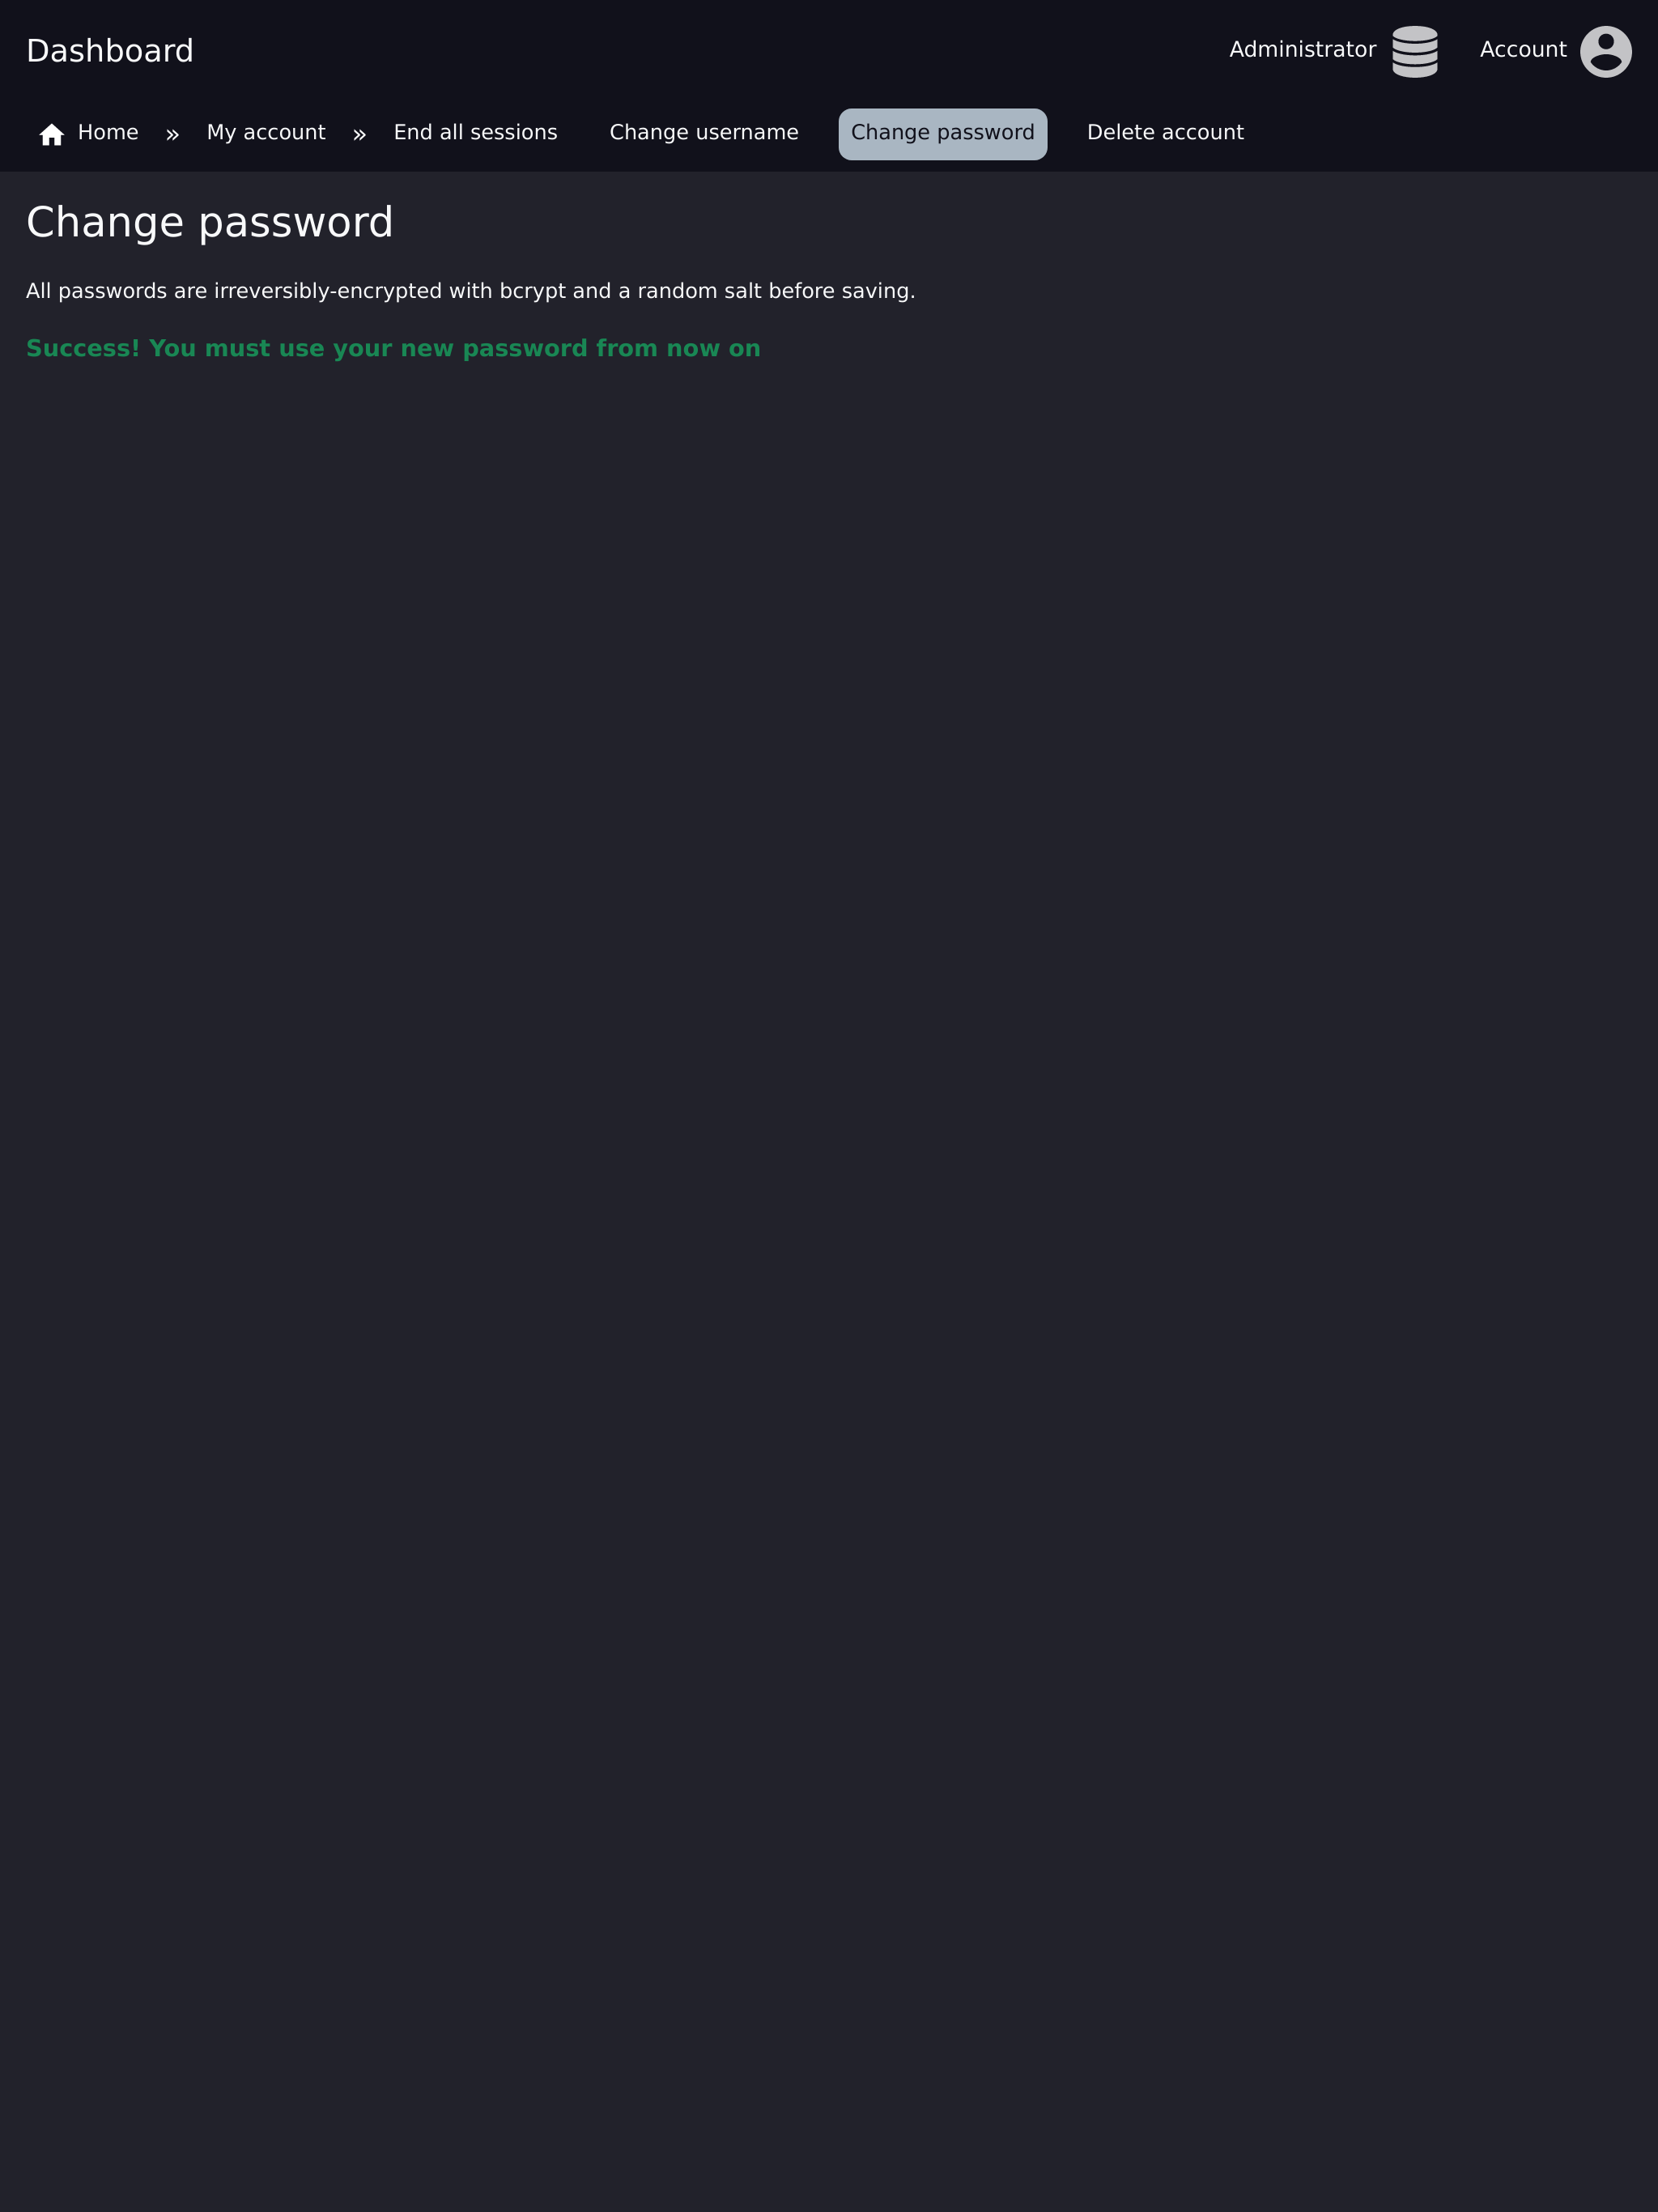 Dashboard
Administrator
Account
Home » My account » End all sessions Change username Change password Delete account
Change password
All passwords are irreversibly-encrypted with bcrypt and a random salt before saving.
Success! You must use your new password from now on